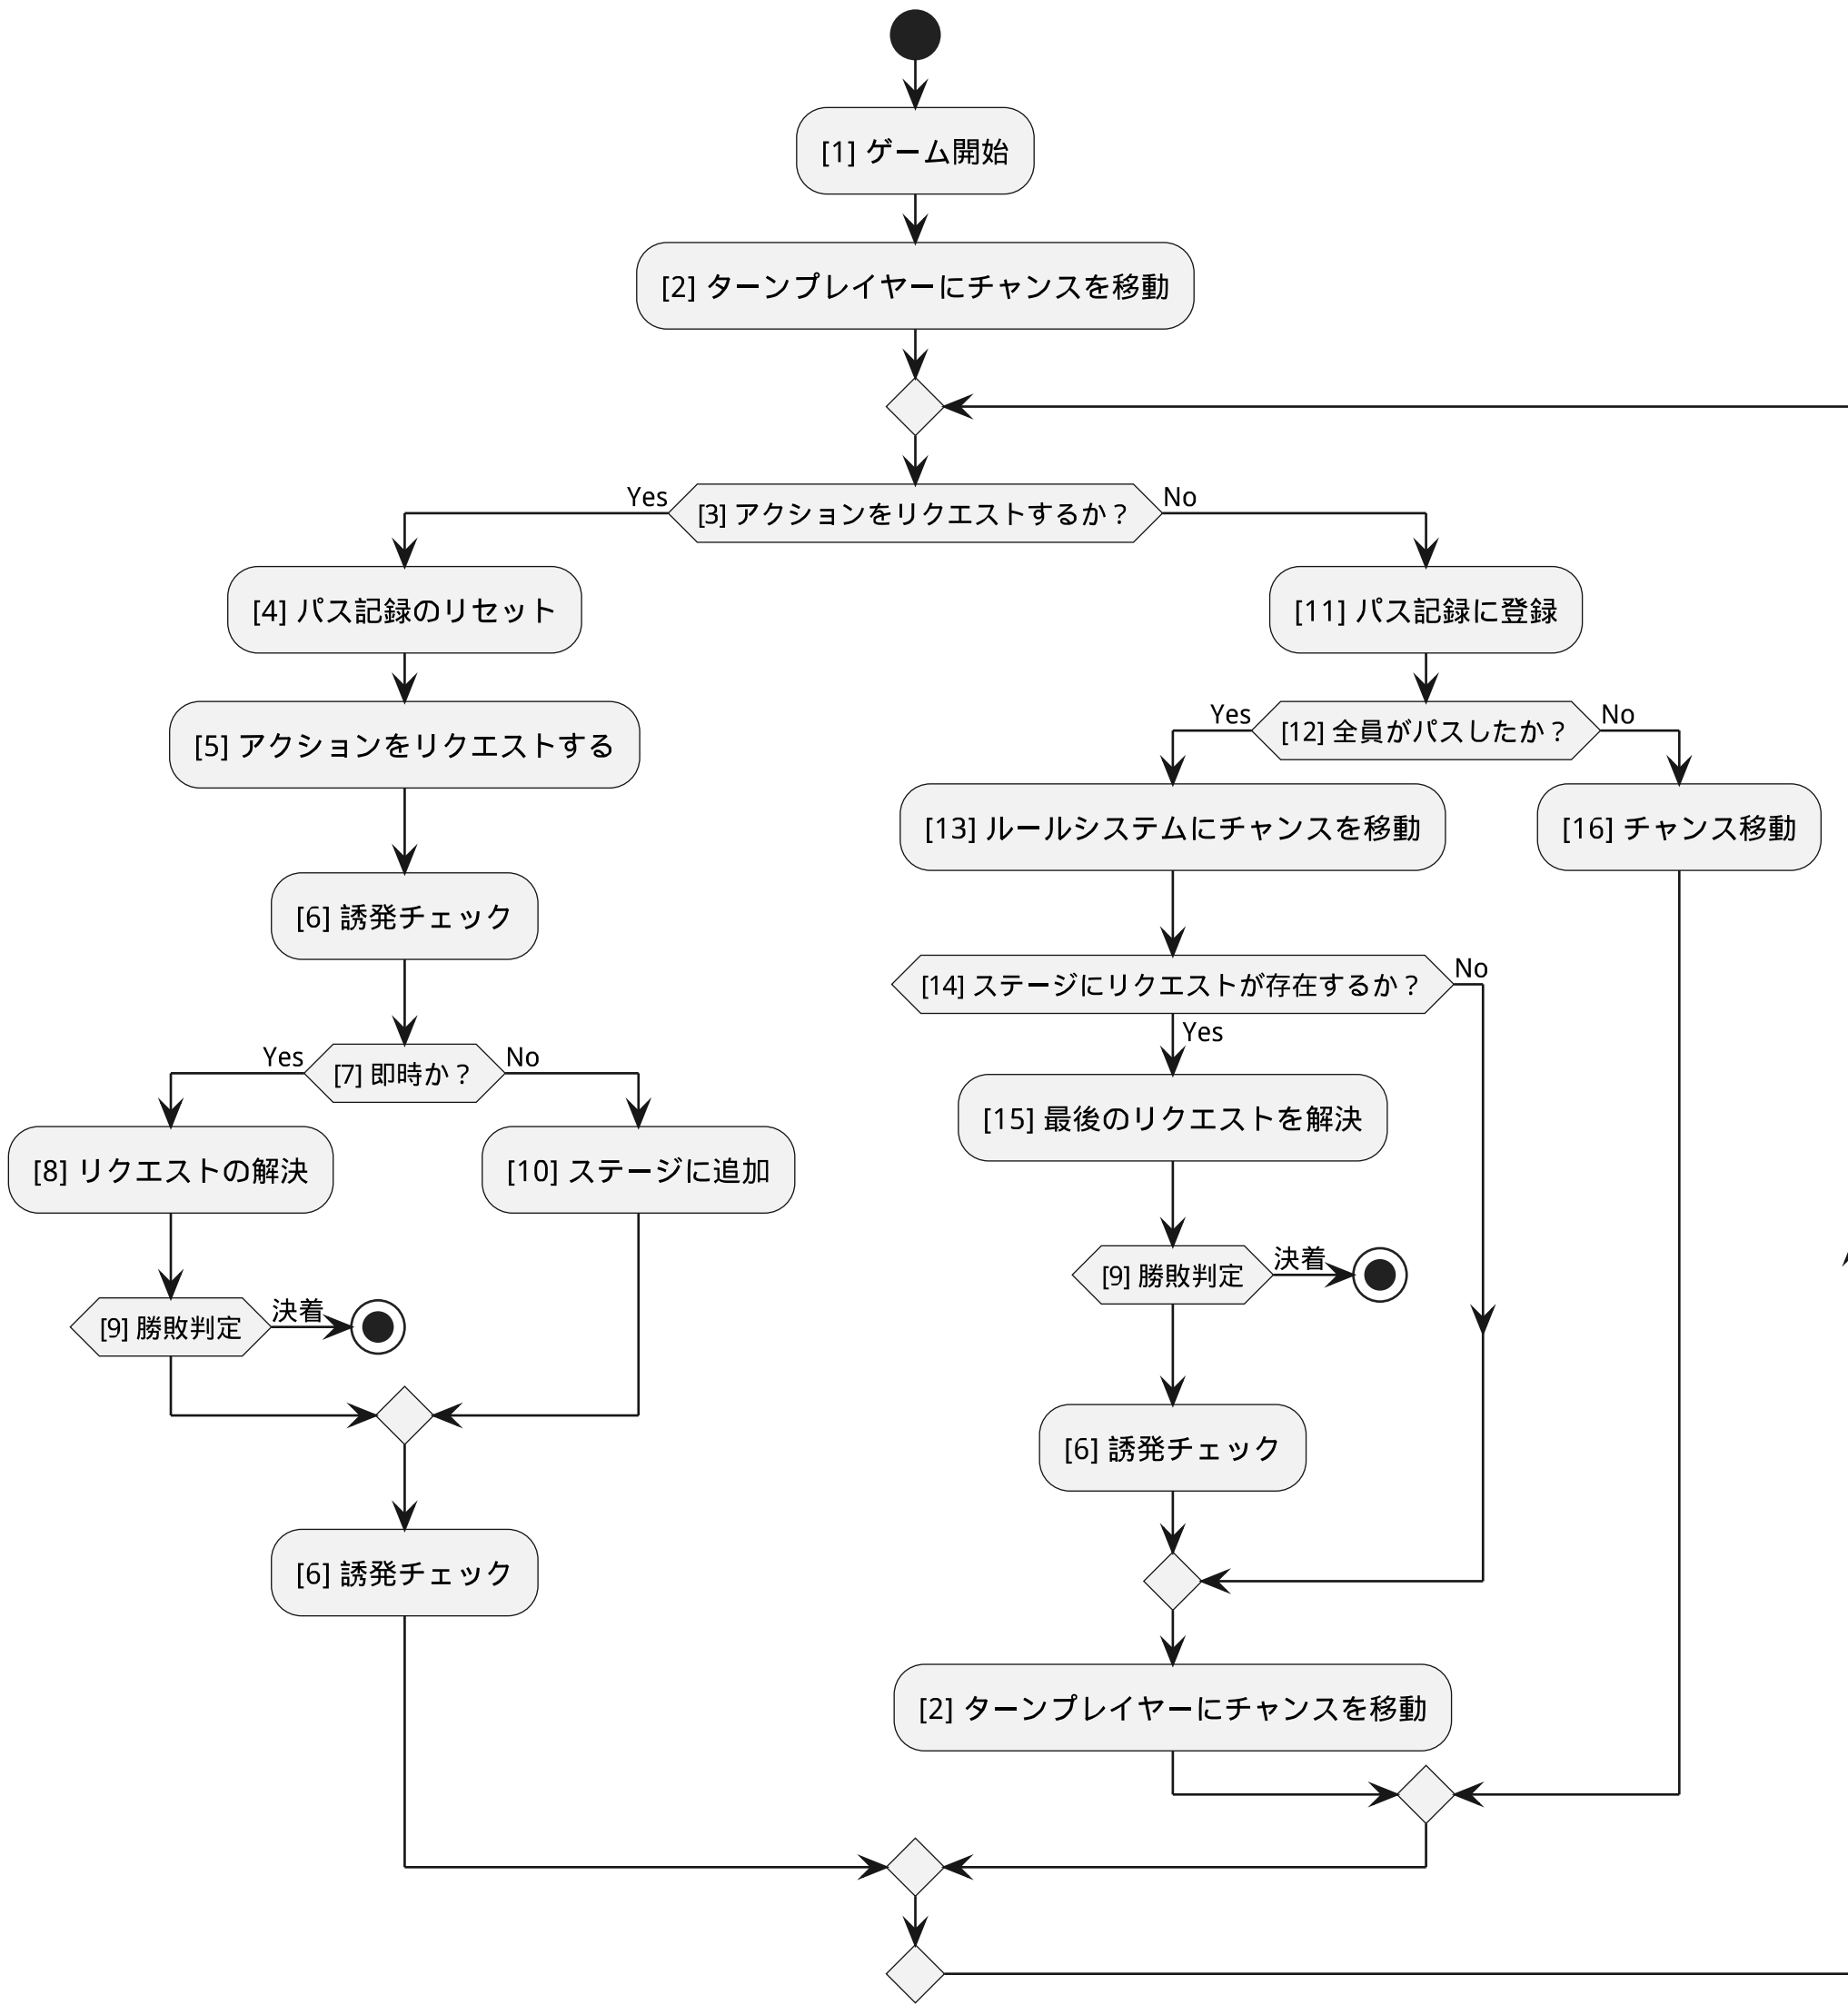 [1] ゲーム開始
[2] ターンプレイヤーにチャンスを移動
Yes
[3] アクションをリクエストするか？
No
[4] パス記録のリセット
[5] アクションをリクエストする
[6] 誘発チェック
Yes
[7] 即時か？
No
[8] リクエストの解決
[10] ステージに追加
[9] 勝敗判定
決着
[6] 誘発チェック
[11] パス記録に登録
Yes
[12] 全員がパスしたか？
No
[13] ルールシステムにチャンスを移動
[16] チャンス移動
[14] ステージにリクエストが存在するか？
No
Yes
[15] 最後のリクエストを解決
[9] 勝敗判定
決着
[6] 誘発チェック
[2] ターンプレイヤーにチャンスを移動